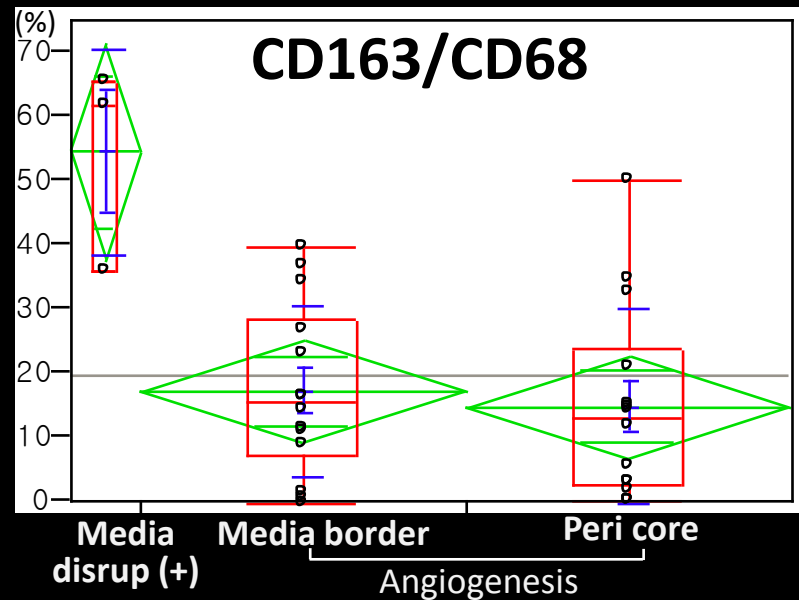 (%)
CD163/CD68
70
60
50
40
30
20
10
0
Media
disrup (+)
Media border
Peri core
Angiogenesis